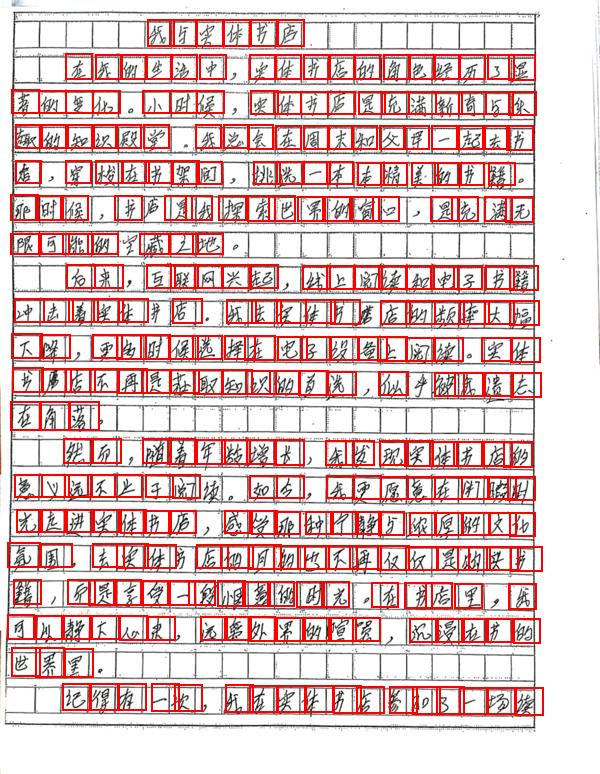 我与实体书店
在我的生活中，实体书店的角色经历了显
著的变化。小时候，实体书店是充满新奇与乐
趣的知识殿堂。我总会在周末和父母一起去书
店，穿梭在书架间，挑选一本本精美的书籍。
那时候，书店是我探索世界的窗口，是充满无
限可能的宝藏之地。
后来，互联网兴起，线上阅读和电子书籍
冲击着实体书店。我去实体书店的频率大幅
下降，更多时候选择在电子设备上阅读。实体
书店不再是获取知识的首选，似乎被我遗忘
在角落。
然而，随着年龄增长，我发现实体书店的
意义远不止于阅读。如今，我更愿意在闲暇时
光走进实体书店，感受那种宁静与浓厚的文化
氛围。去实体书店的目的也不再仅仅是购买书
籍，而是享受一段惬意的时光。在书店里，我
可以静下心来，远离外界的喧嚣，沉浸在书的
世界里。
记得有一次，我在实体书店参加了一场读